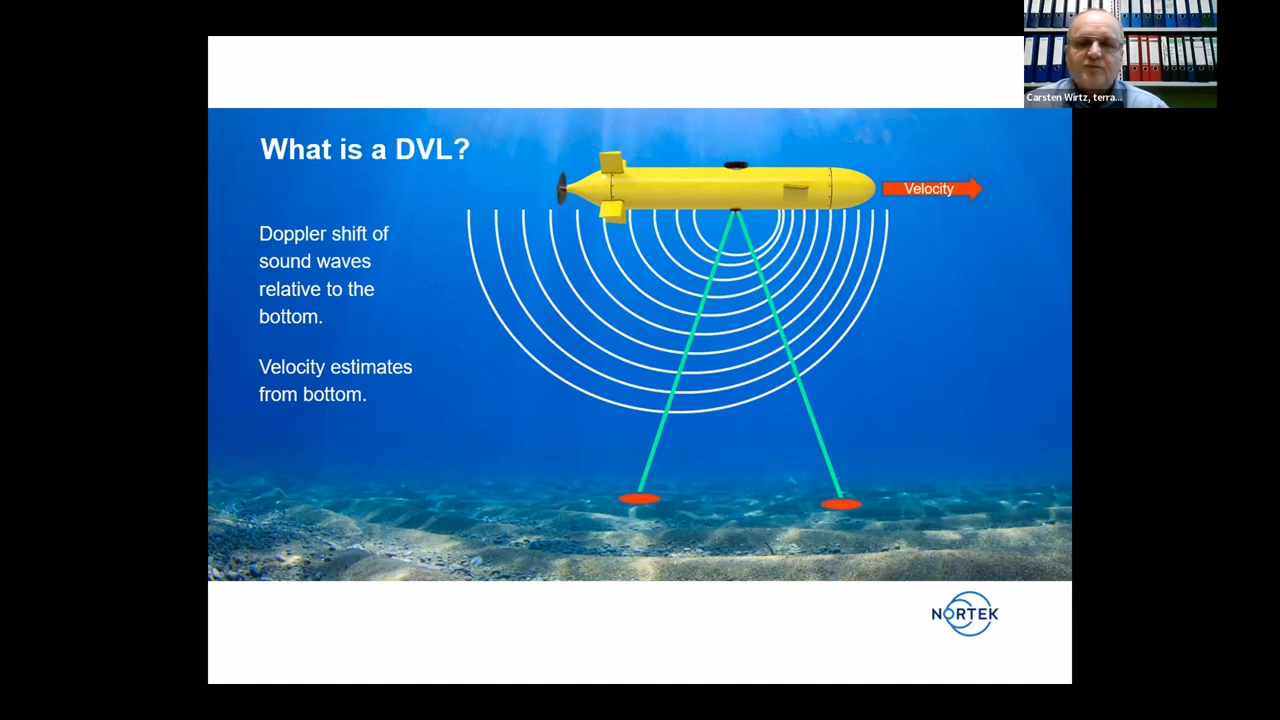 Carsten Wirtz, terra...
What is a DVL?
Velocity
Doppler shift of
sound waves
relative to the
bottom.
Velocity estimates
from bottom.
NORTEK